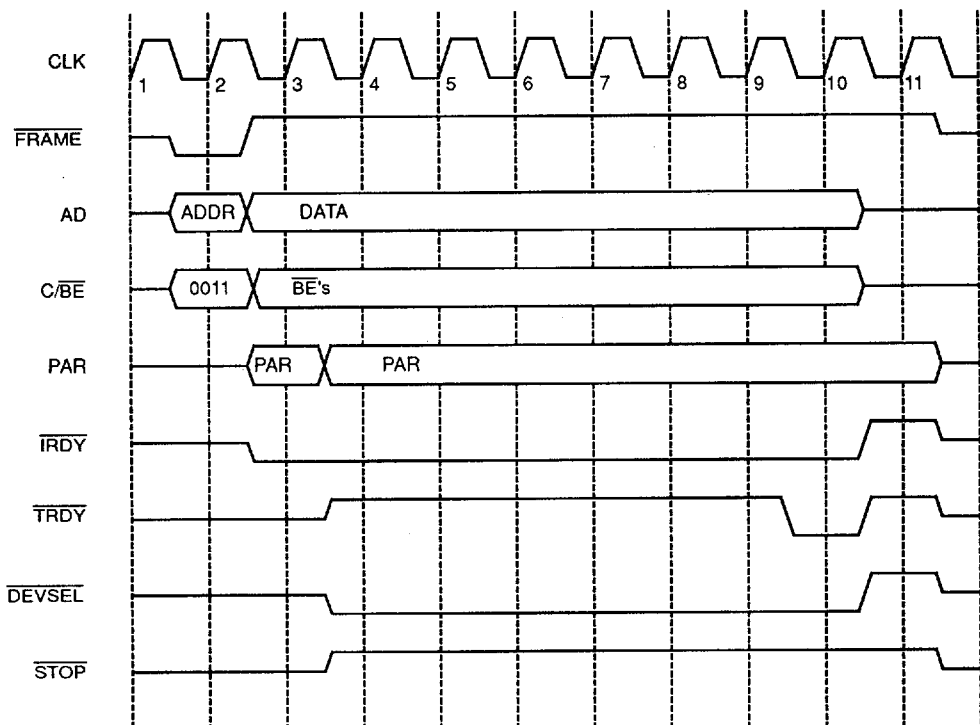 CLK
1 2 3 4 5 6 7 8 9 10 11
FRAME
AD ADDR DATA
C/BE 0011 BE's
PAR PAR PAR
IRDY
TRDY
DEVSEL
STOP